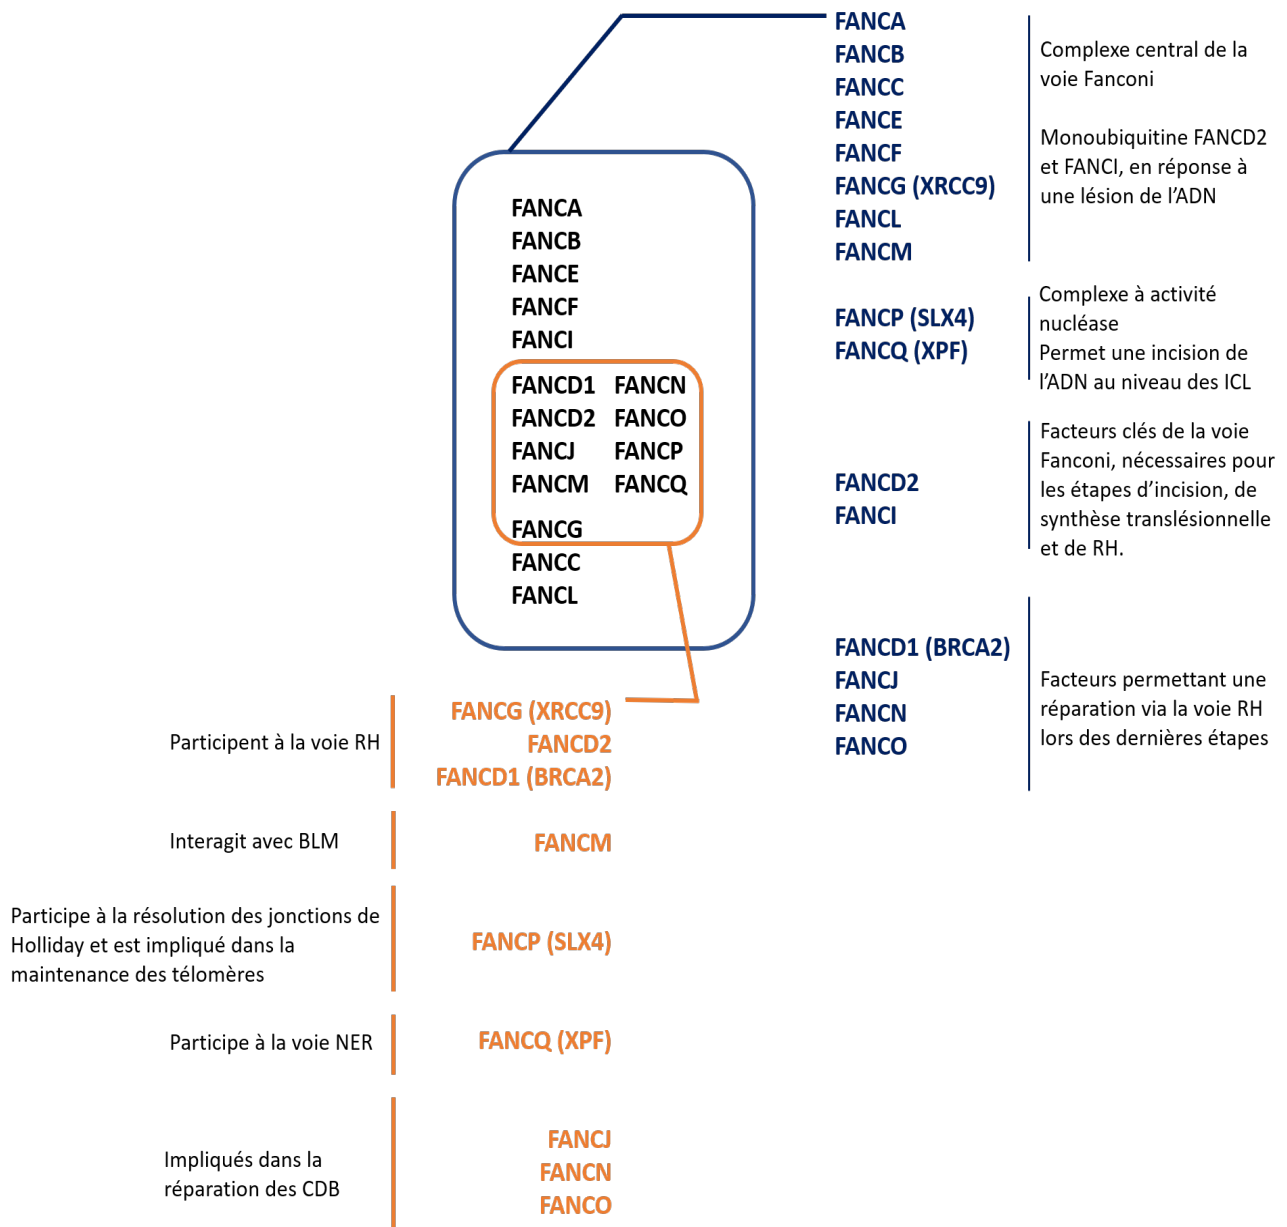 FANCA
FANCB
FANCC
FANCE
FANCF
FANCG (XRCC9)
FANCL
FANCM
Complexe central de la
voie Fanconi
Monoubiquitine FANCD2
et FANCI, en réponse à
une lésion de l’ADN
FANCP (SLX4)
FANCQ (XPF)
Complexe à activité
nucléase
Permet une incision de
l’ADN au niveau des ICL
FANCD2
FANCI
Facteurs clés de la voie
Fanconi, nécessaires pour
les étapes d’incision, de
synthèse translésionnelle
et de RH.
FANCD1 (BRCA2)
FANCJ
FANCN
FANCO
Facteurs permettant une
réparation via la voie RH
lors des dernières étapes
FANCA
FANCB
FANCE
FANCF
FANCI
FANCD1 FANCN
FANCD2 FANCO
FANCJ FANCP
FANCM FANCQ
FANCG
FANCC
FANCL
Participent à la voie RH
FANCG (XRCC9)
FANCD2
FANCD1 (BRCA2)
Interagit avec BLM
FANCM
Participe à la résolution des jonctions de
Holliday et est impliqué dans la
maintenance des télomères
FANCP (SLX4)
Participe à la voie NER
FANCQ (XPF)
Impliqués dans la
réparation des CDB
FANCJ
FANCN
FANCO